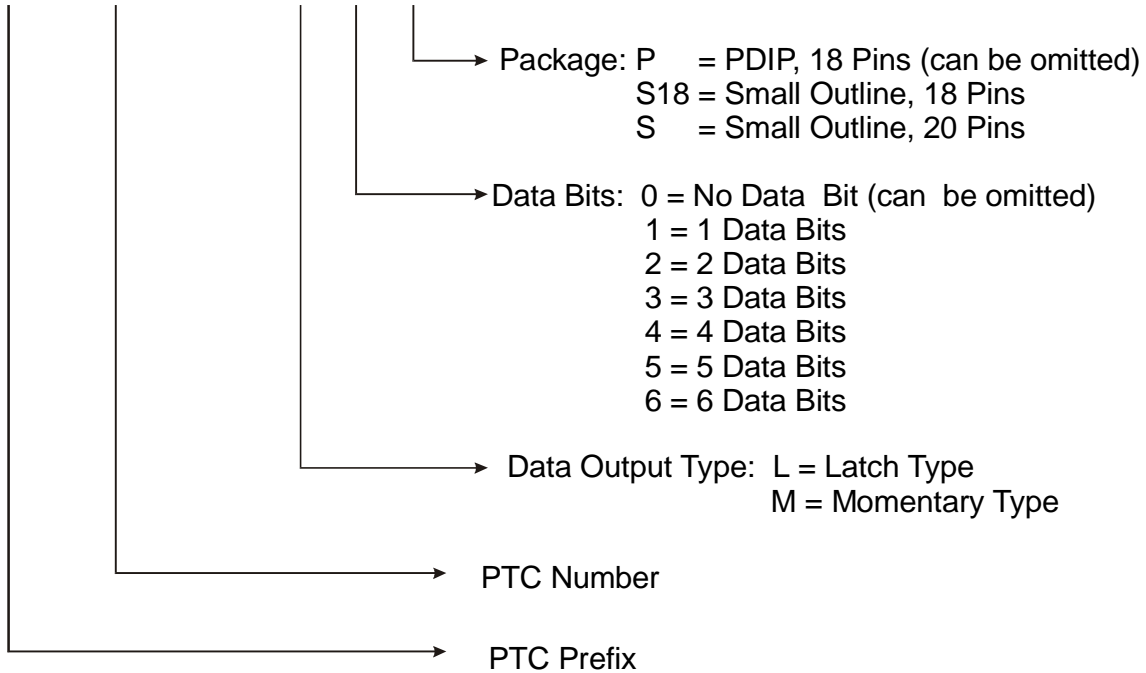 Package: P = PDIP, 18 Pins (can be omitted)
S18 = Small Outline, 18 Pins
S = Small Outline, 20 Pins
Data Bits: 0 = No Data Bit (can be omitted)
1 = 1 Data Bits
2 = 2 Data Bits
3 = 3 Data Bits
4 = 4 Data Bits
5 = 5 Data Bits
6 = 6 Data Bits
Data Output Type: L = Latch Type
M = Momentary Type
PTC Number
PTC Prefix